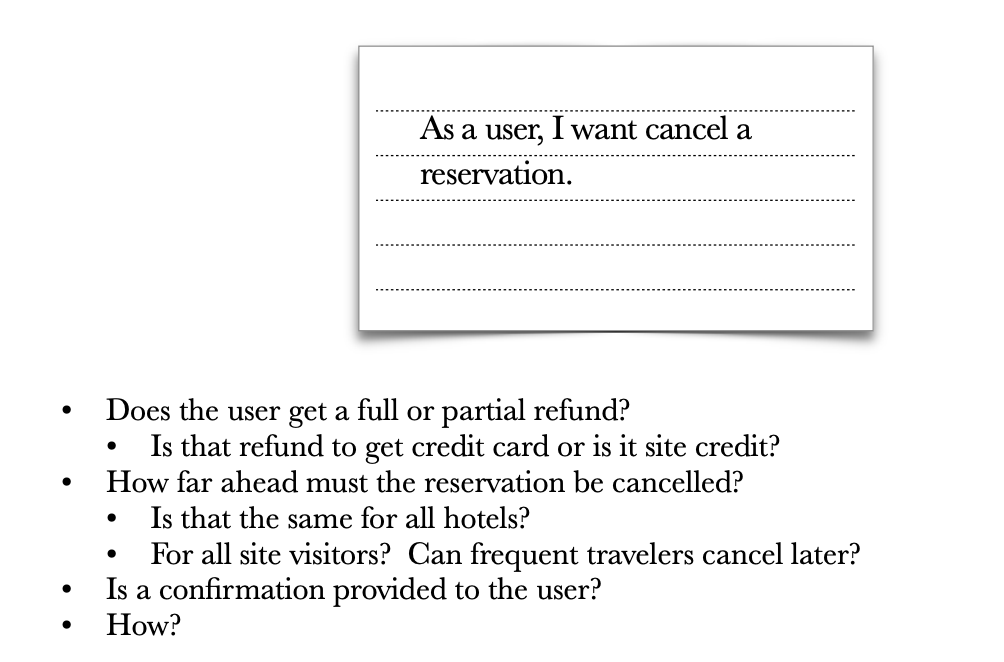 As a user, I want cancel a
reservation.
• Does the user get a full or partial refund?
• Is that refund to get credit card or is it site credit?
• How far ahead must the reservation be cancelled?
• Is that the same for all hotels?
• For all site visitors?  Can frequent travelers cancel later?
• Is a confirmation provided to the user?
• How?